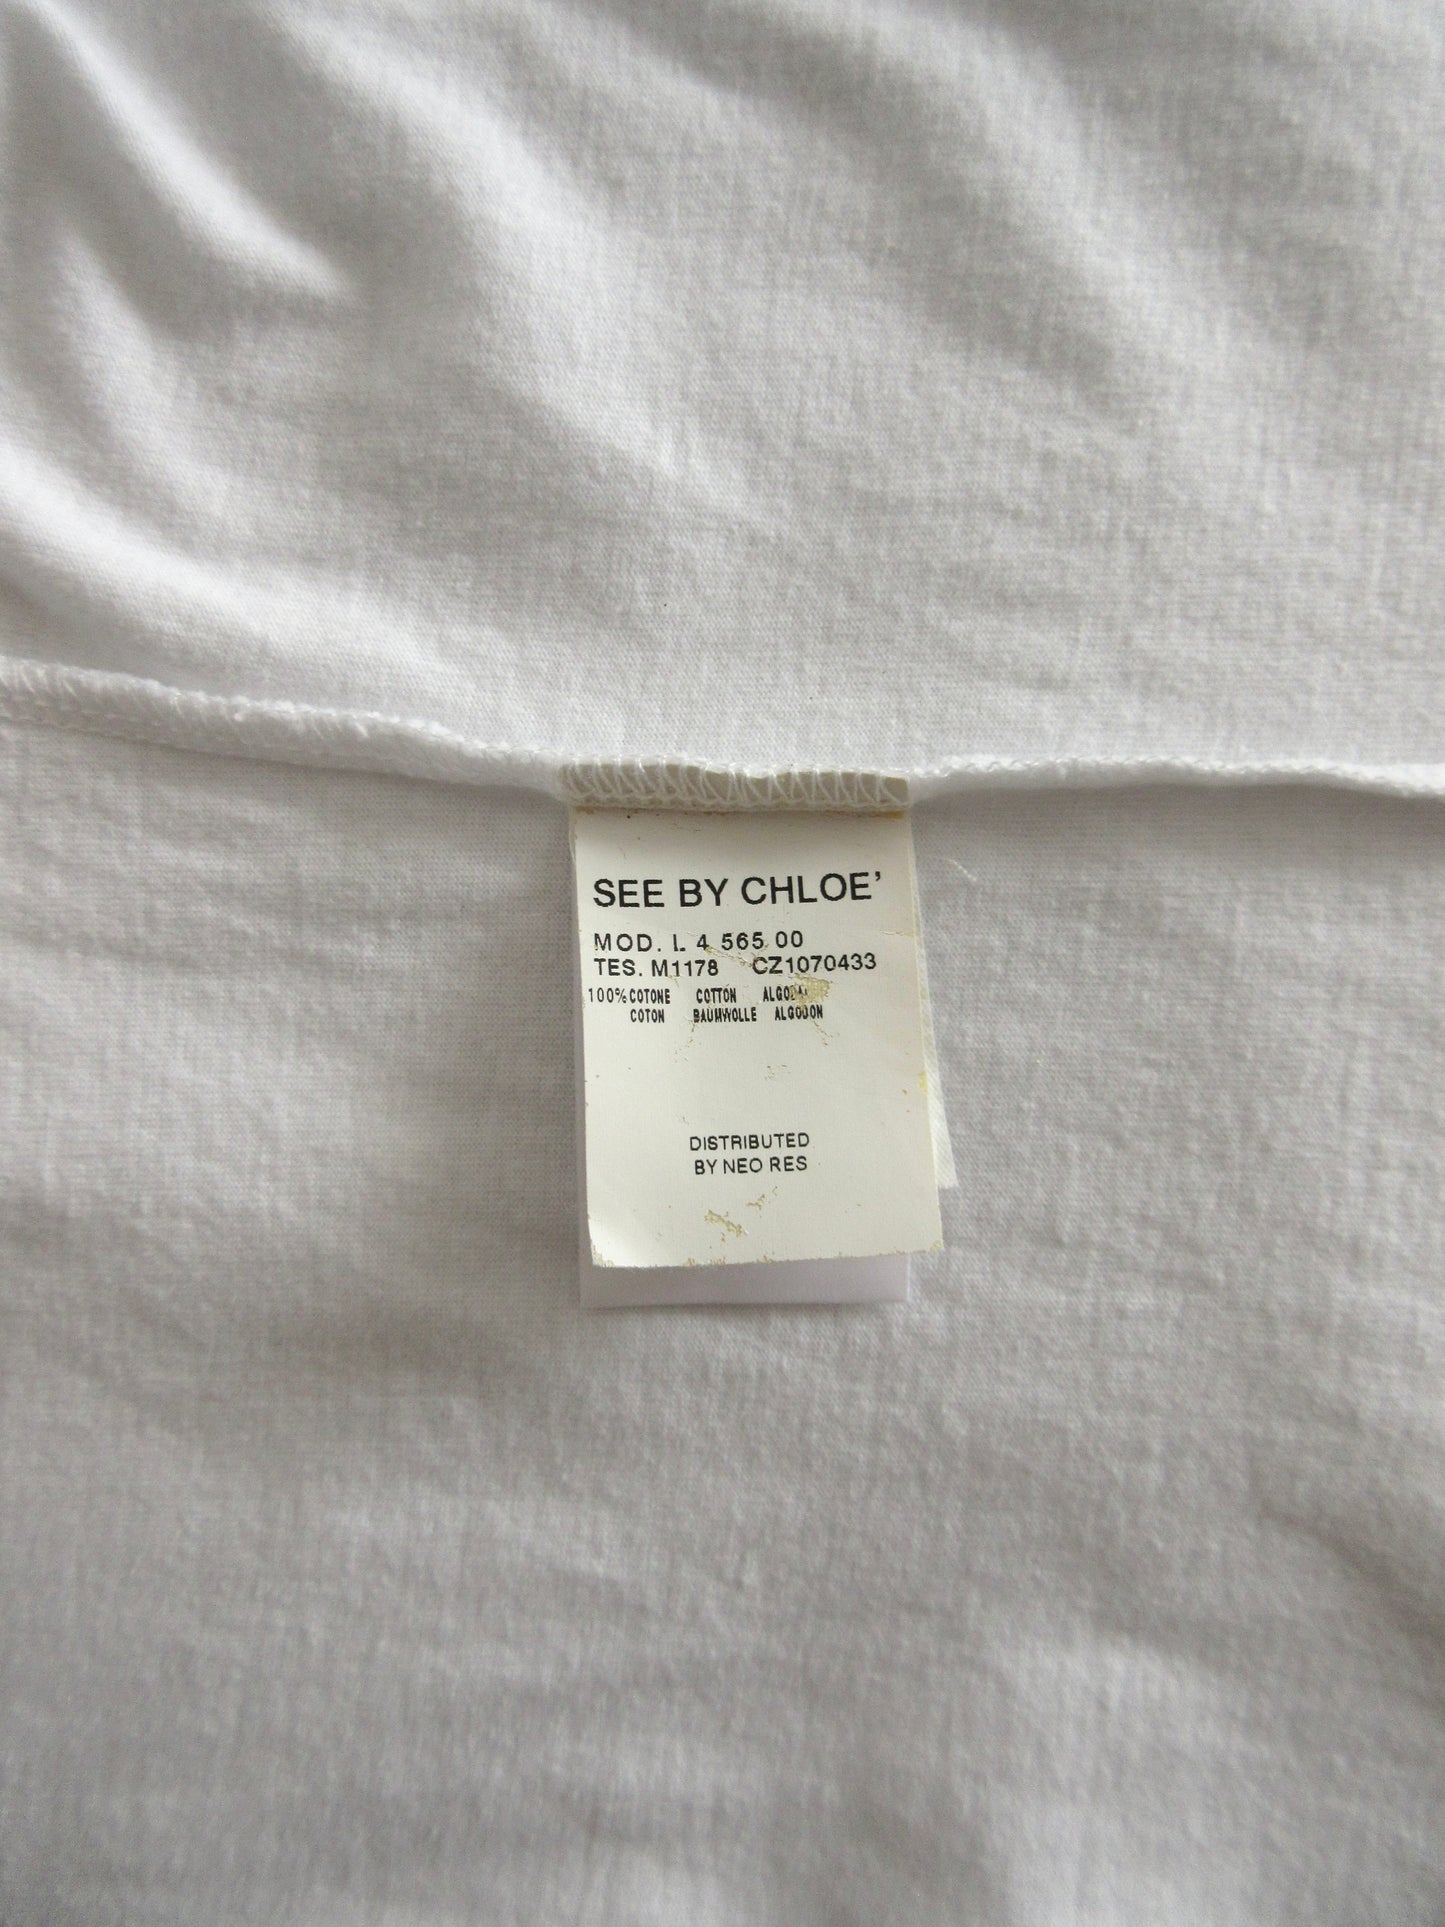 SEE BY CHLOE'
MOD. L 4 565 00
TES. M1178 CZ1070433
100% COTONE COTTON
COTON BAUMWOLLE ALGODON
DISTRIBUTED
BY NEO RES